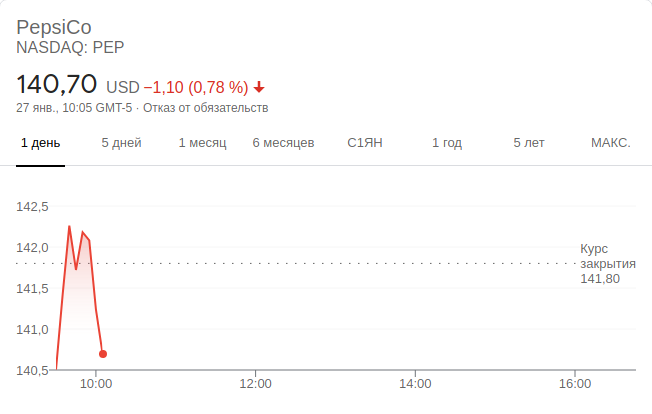 PepsiCo
NASDAQ: PEP
140,70 USD −1,10 (0,78 %)
27 янв., 10:05 GMT-5 · Отказ от обязательств
1 день 5 дней 1 месяц 6 месяцев С1ЯН 1 год 5 лет МАКС.
142,5
142,0
Курс
закрытия
141,80
141,5
141,0
140,5
10:00 12:00 14:00 16:00